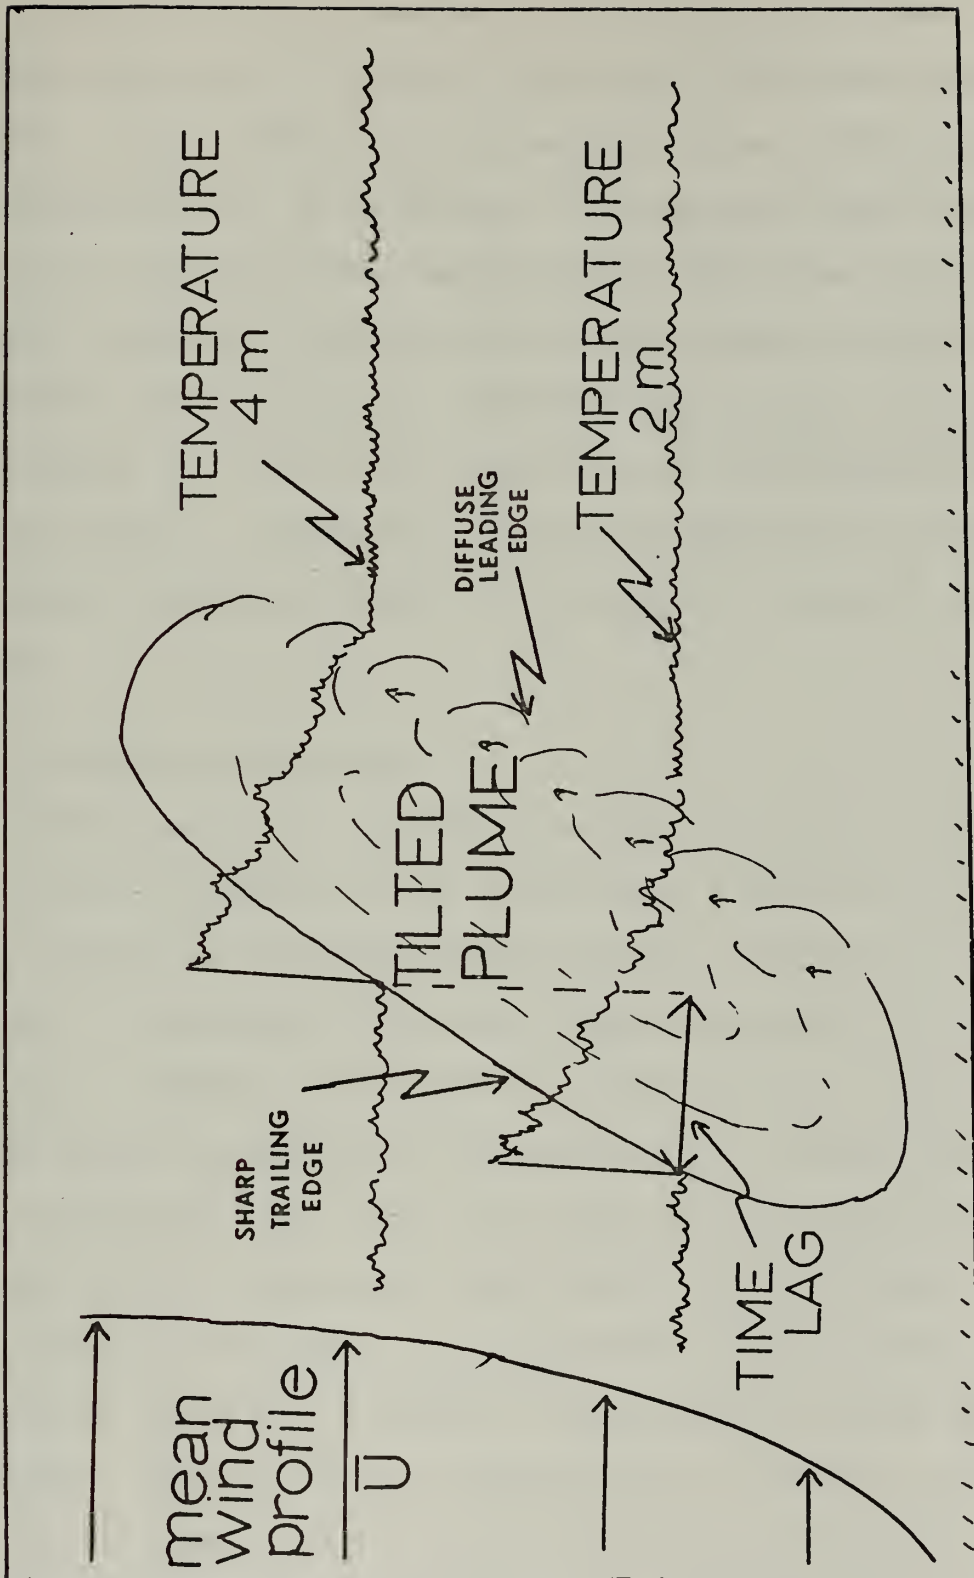 TEMPERATURE
4 m
DIFFUSE
LEADING
EDGE
TEMPERATURE
2 m
TILTED
PLUME
SHARP
TRAILING
EDGE
TIME
LAG
mean
wind
profile
U̅